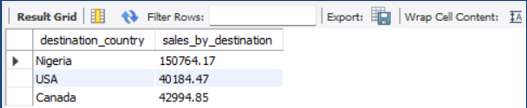 Result Grid Filter Rows: Export: Wrap Cell Content: IA
destination_country sales_by_destination
Nigeria 150764.17
USA 40184.47
Canada 42994.85